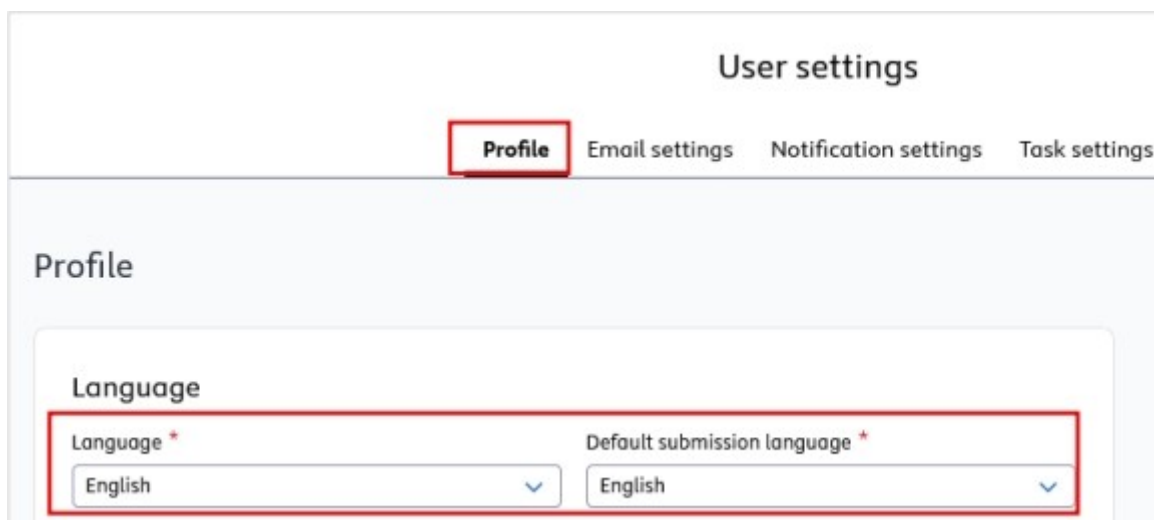 User settings
Profile Email settings Notification settings Task settings
Profile
Language
Language * Default submission language *
English English